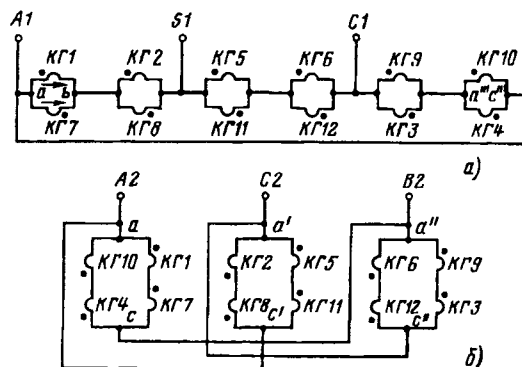 A1 S1 C1
КГ1 КГ2 КГ5 КГ6 КГ9 КГ10
a b a''' c'''
КГ7 КГ8 КГ11 КГ12 КГ3 КГ4
а)
A2 C2 B2
a a' a''
КГ10 КГ1 КГ2 КГ5 КГ6 КГ9
КГ4 КГ7 КГ8 КГ11 КГ12 КГ3
c c' c''
б)